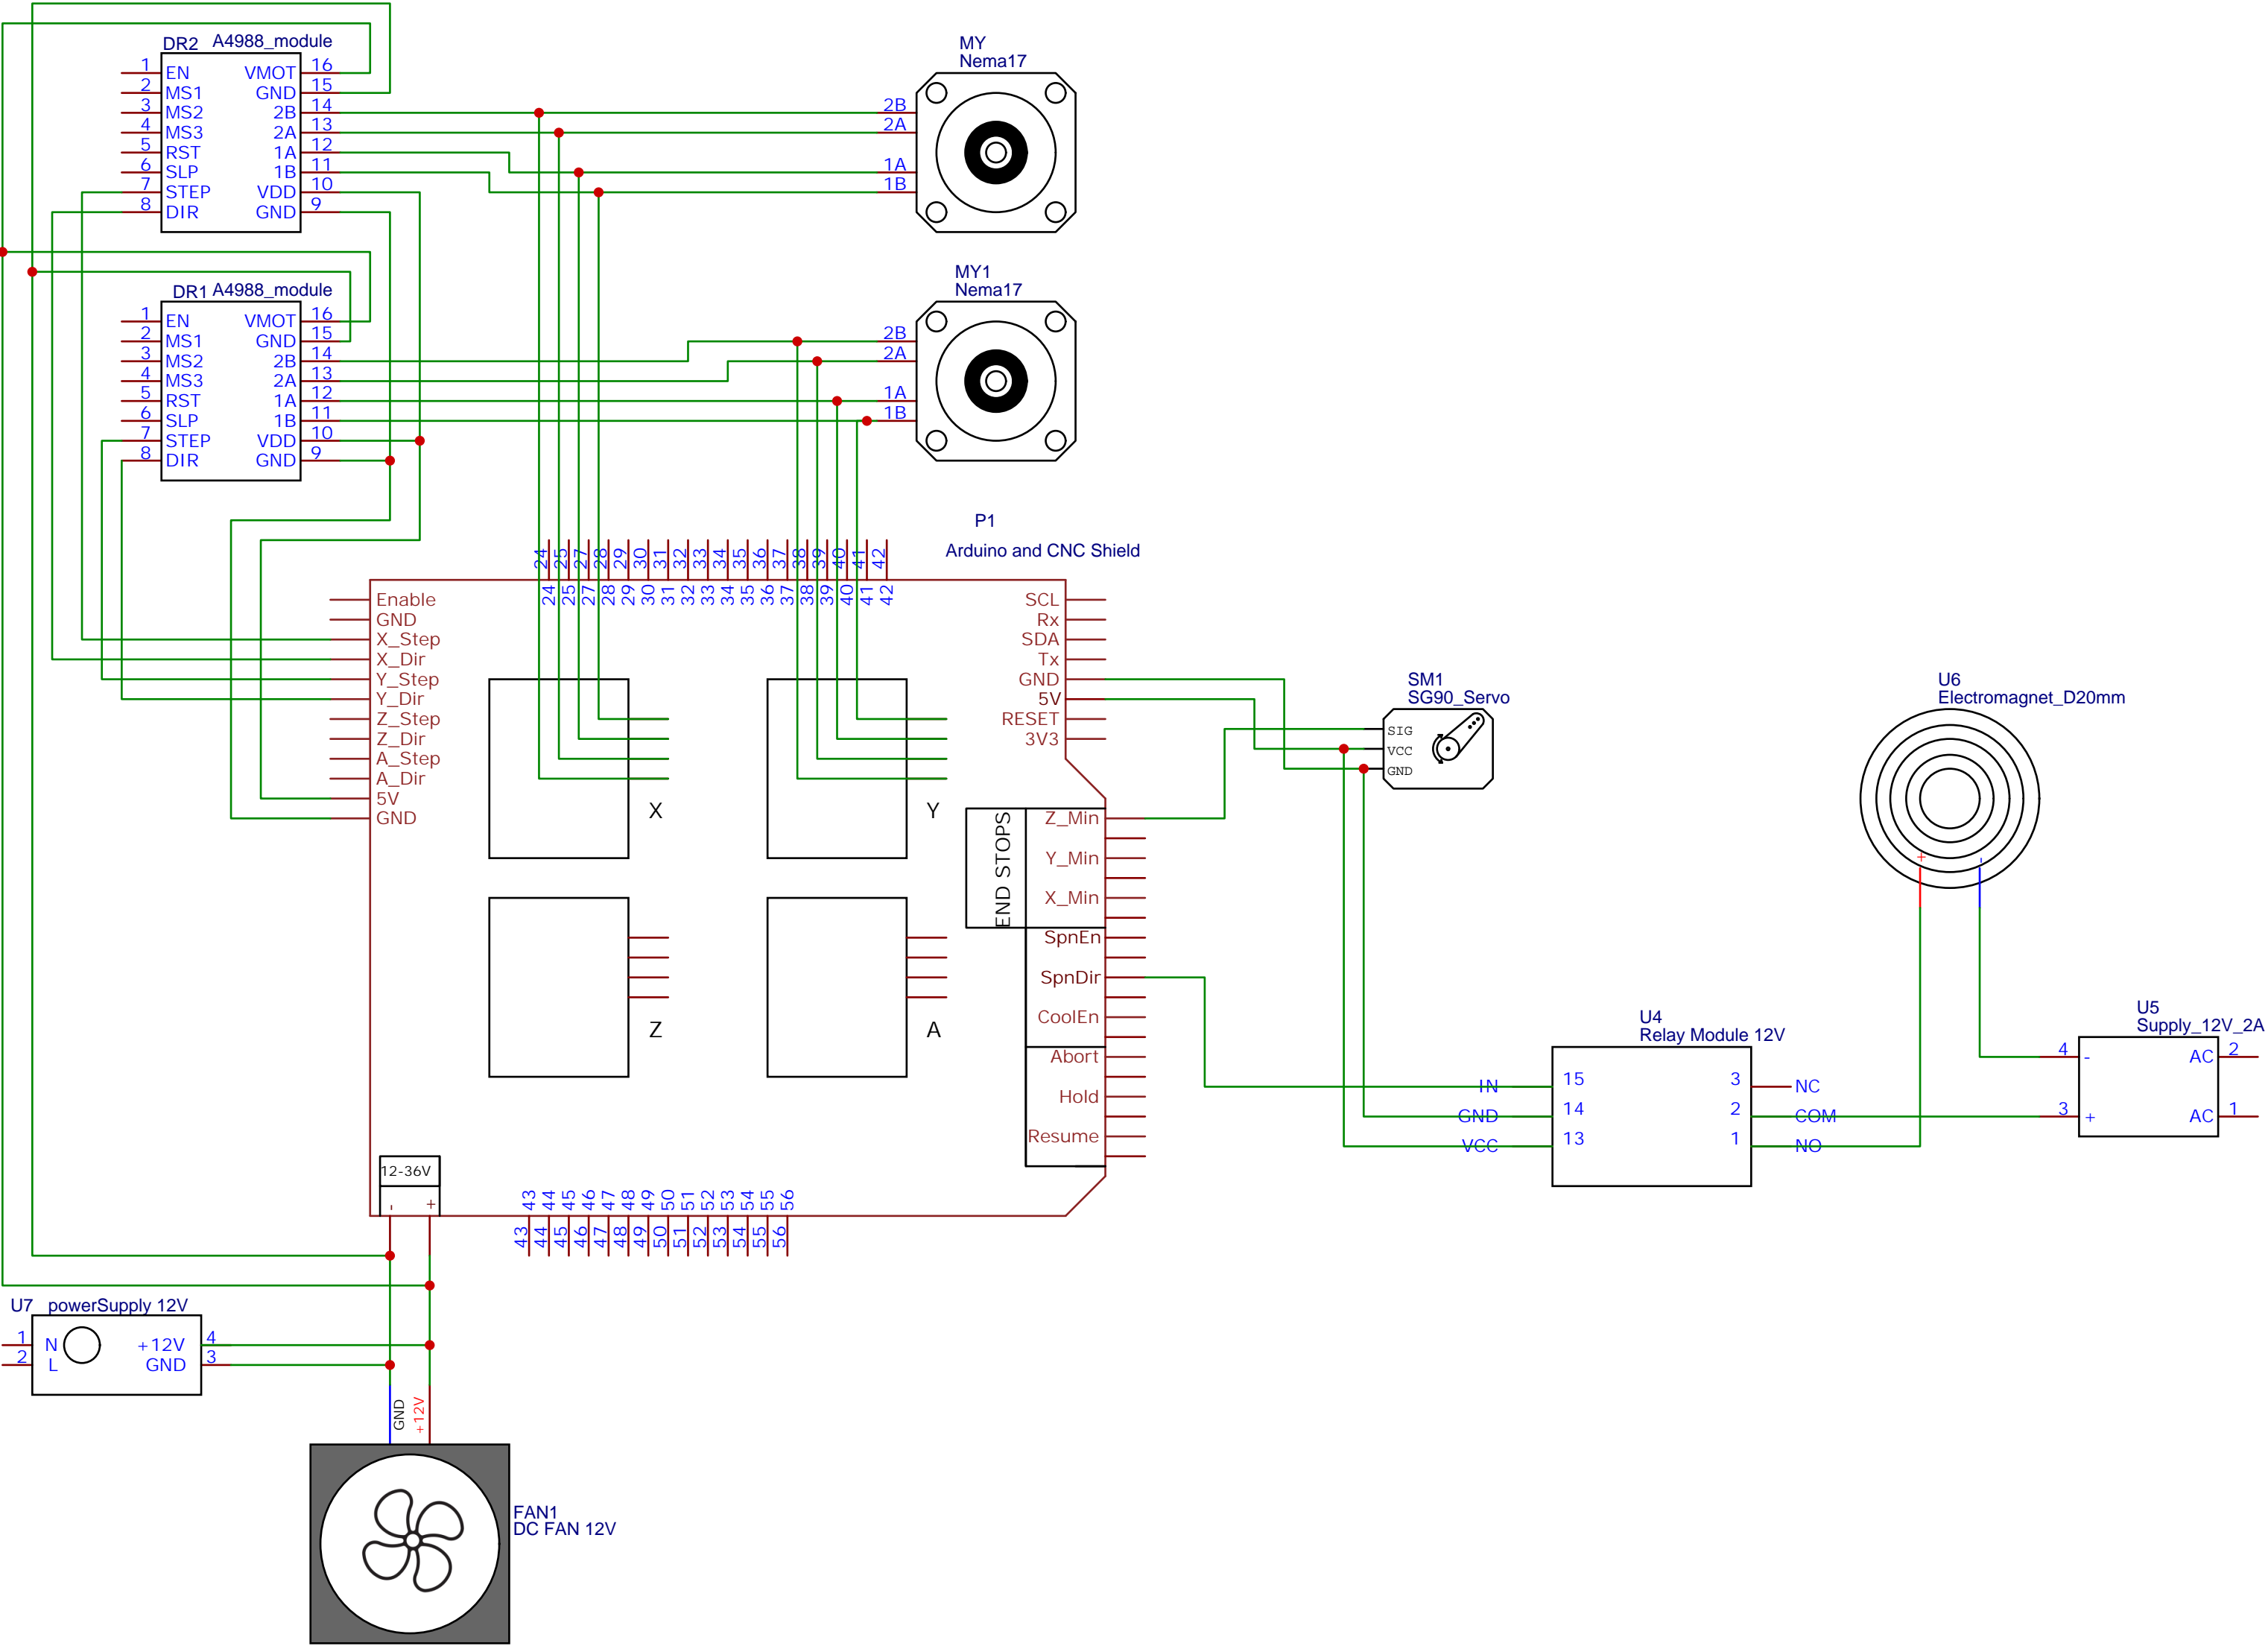 DR2 A4988_module
1 EN VMOT 16
2 MS1 GND 15
3 MS2 2B 14
4 MS3 2A 13
5 RST 1A 12
6 SLP 1B 11
7 STEP VDD 10
8 DIR GND 9
MY
Nema17
2B
2A
1A
1B
DR1 A4988_module
1 EN VMOT 16
2 MS1 GND 15
3 MS2 2B 14
4 MS3 2A 13
5 RST 1A 12
6 SLP 1B 11
7 STEP VDD 10
8 DIR GND 9
MY1
Nema17
2B
2A
1A
1B
P1
Arduino and CNC Shield
24 25 27 28 29 30 31 32 33 34 35 36 37 38 39 40 41 42
24 25 27 28 29 30 31 32 33 34 35 36 37 38 39 40 41 42
Enable
GND
X_Step
X_Dir
Y_Step
Y_Dir
Z_Step
Z_Dir
A_Step
A_Dir
5V
GND
SCL
Rx
SDA
Tx
GND
5V
RESET
3V3
X
Y
Z
A
END STOPS
Z_Min
Y_Min
X_Min
SpnEn
SpnDir
CoolEn
Abort
Hold
Resume
12-36V
- +
43 44 45 46 47 48 49 50 51 52 53 54 55 56
43 44 45 46 47 48 49 50 51 52 53 54 55 56
SM1
SG90_Servo
SIG
VCC
GND
U6
Electromagnet_D20mm
+ -
U4
Relay Module 12V
IN 15 3 NC
GND 14 2 COM
VCC 13 1 NO
U5
Supply_12V_2A
4 - AC 2
3 + AC 1
U7 powerSupply 12V
1 N +12V 4
2 L GND 3
GND +12V
FAN1
DC FAN 12V